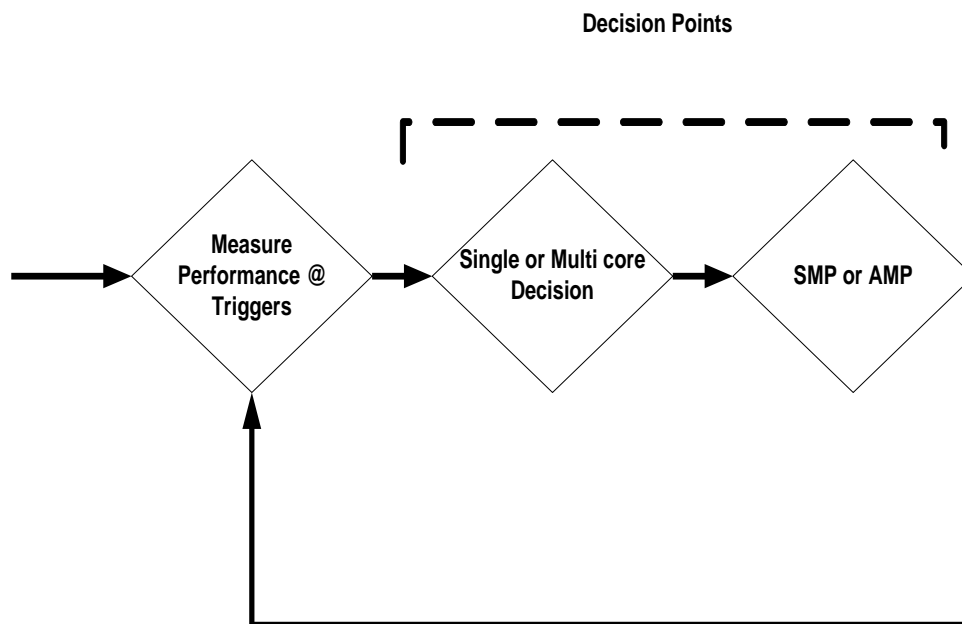 Decision Points
Measure
Performance @
Triggers
Single or Multi core
Decision
SMP or AMP